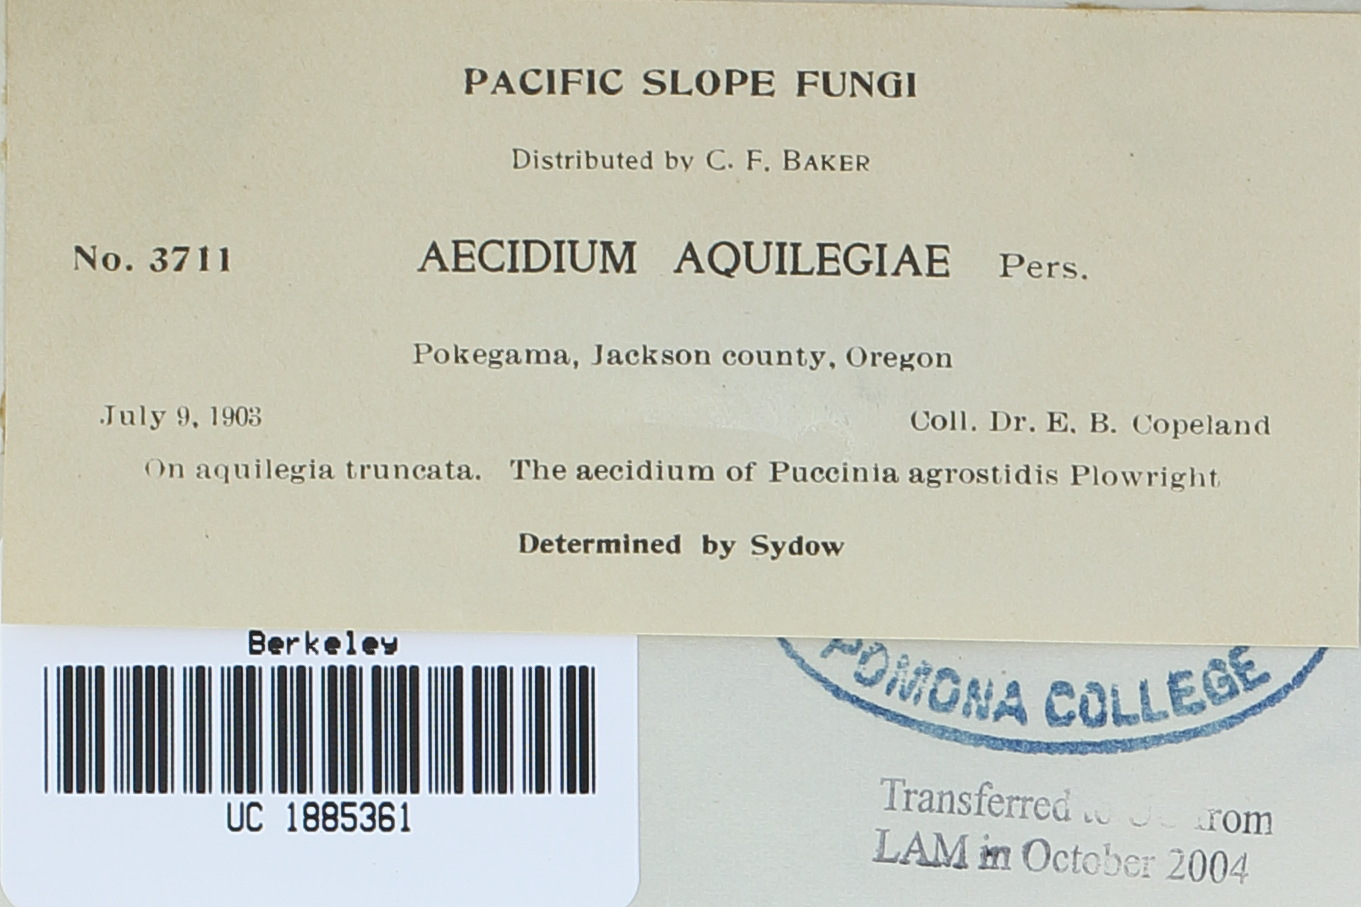 PACIFIC SLOPE FUNGI
Distributed by C. F. BAKER
No. 3711 AECIDIUM AQUILEGIAE Pers.
Pokegama, Jackson county, Oregon
July 9, 1903 Coll. Dr. E. B. Copeland
On aquilegia truncata. The aecidium of Puccinia agrostidis Plowright
Determined by Sydow
Berkeley
UC 1885361
POMONA COLLEGE
Transferred to from
LAM in October 2004